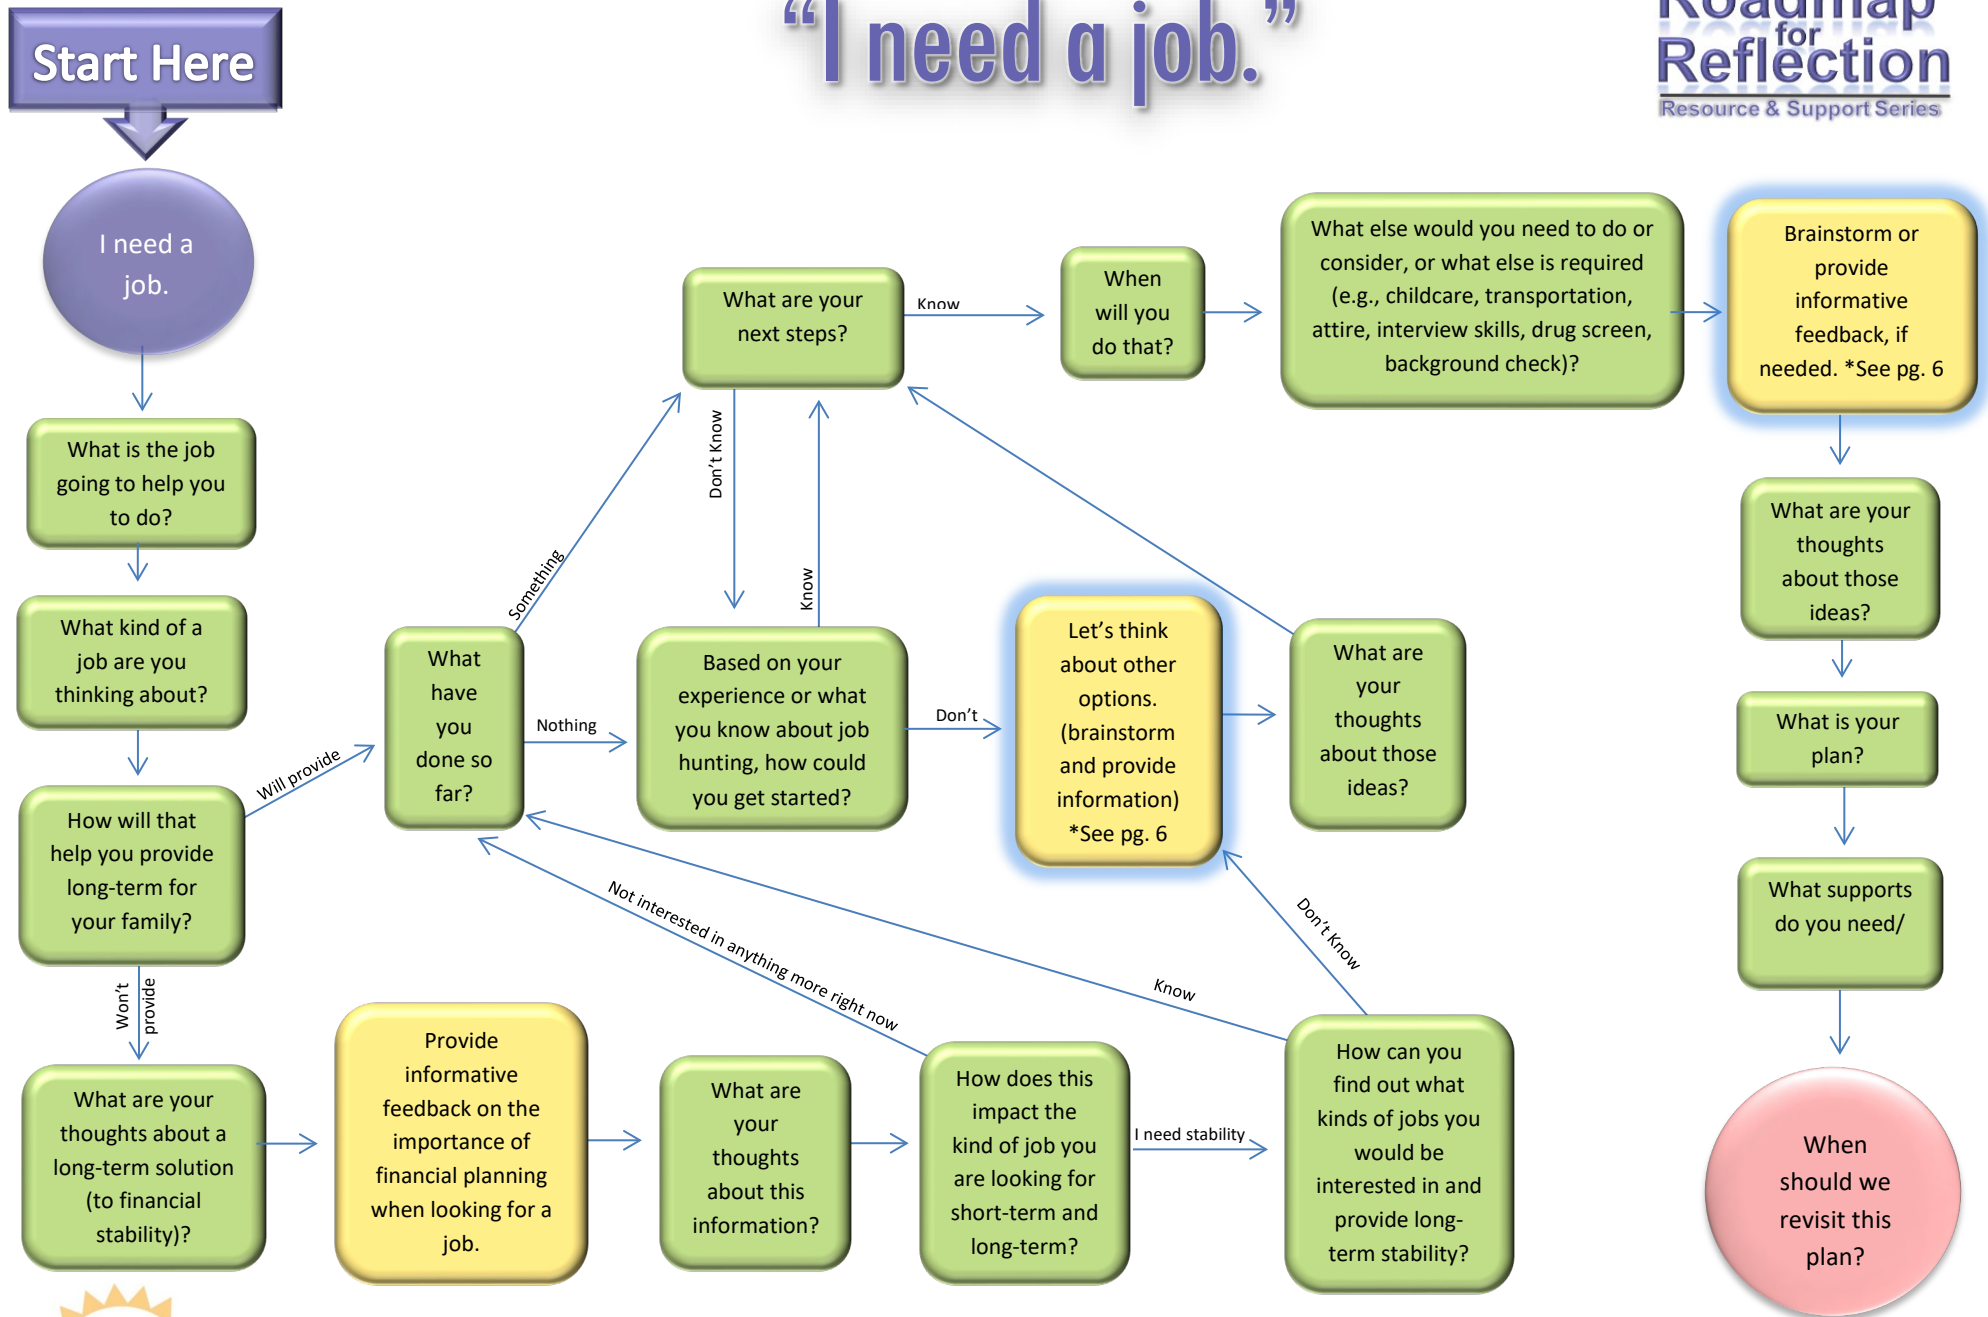 Start Here
“I need a job.”
Roadmap
for
Reflection
Resource & Support Series
I need a
job.
What is the job
going to help you
to do?
What kind of a
job are you
thinking about?
How will that
help you provide
long-term for
your family?
Will provide
Won’t
provide
What are your
thoughts about a
long-term solution
(to financial
stability)?
Provide
informative
feedback on the
importance of
financial planning
when looking for a
job.
What are
your
thoughts
about this
information?
How does this
impact the
kind of job you
are looking for
short-term and
long-term?
Not interested in anything more right now
I need stability
How can you
find out what
kinds of jobs you
would be
interested in and
provide long-
term stability?
Know
Don’t Know
What
have
you
done so
far?
Something
Nothing
Based on your
experience or what
you know about job
hunting, how could
you get started?
Know
Don’t
Let’s think
about other
options.
(brainstorm
and provide
information)
*See pg. 6
What are
your
thoughts
about those
ideas?
What are your
next steps?
Don’t Know
Know
When
will you
do that?
What else would you need to do or
consider, or what else is required
(e.g., childcare, transportation,
attire, interview skills, drug screen,
background check)?
Brainstorm or
provide
informative
feedback, if
needed. *See pg. 6
What are your
thoughts
about those
ideas?
What is your
plan?
What supports
do you need/
When
should we
revisit this
plan?